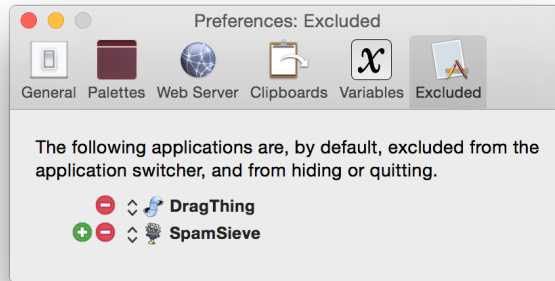 Preferences: Excluded
General Palettes Web Server Clipboards Variables Excluded
The following applications are, by default, excluded from the
application switcher, and from hiding or quitting.
DragThing
SpamSieve